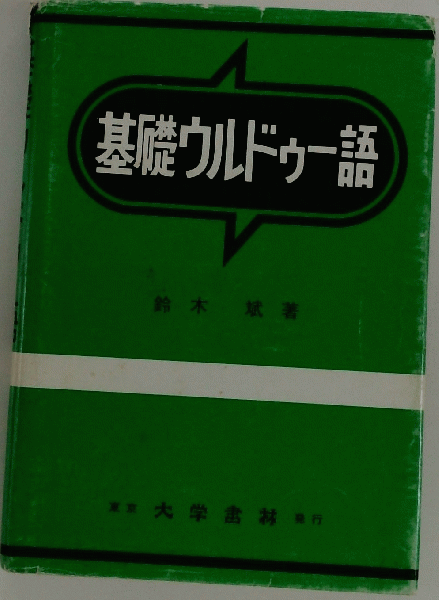 基礎ウルドゥー語
鈴木 斌 著
東京 大学書林 発行